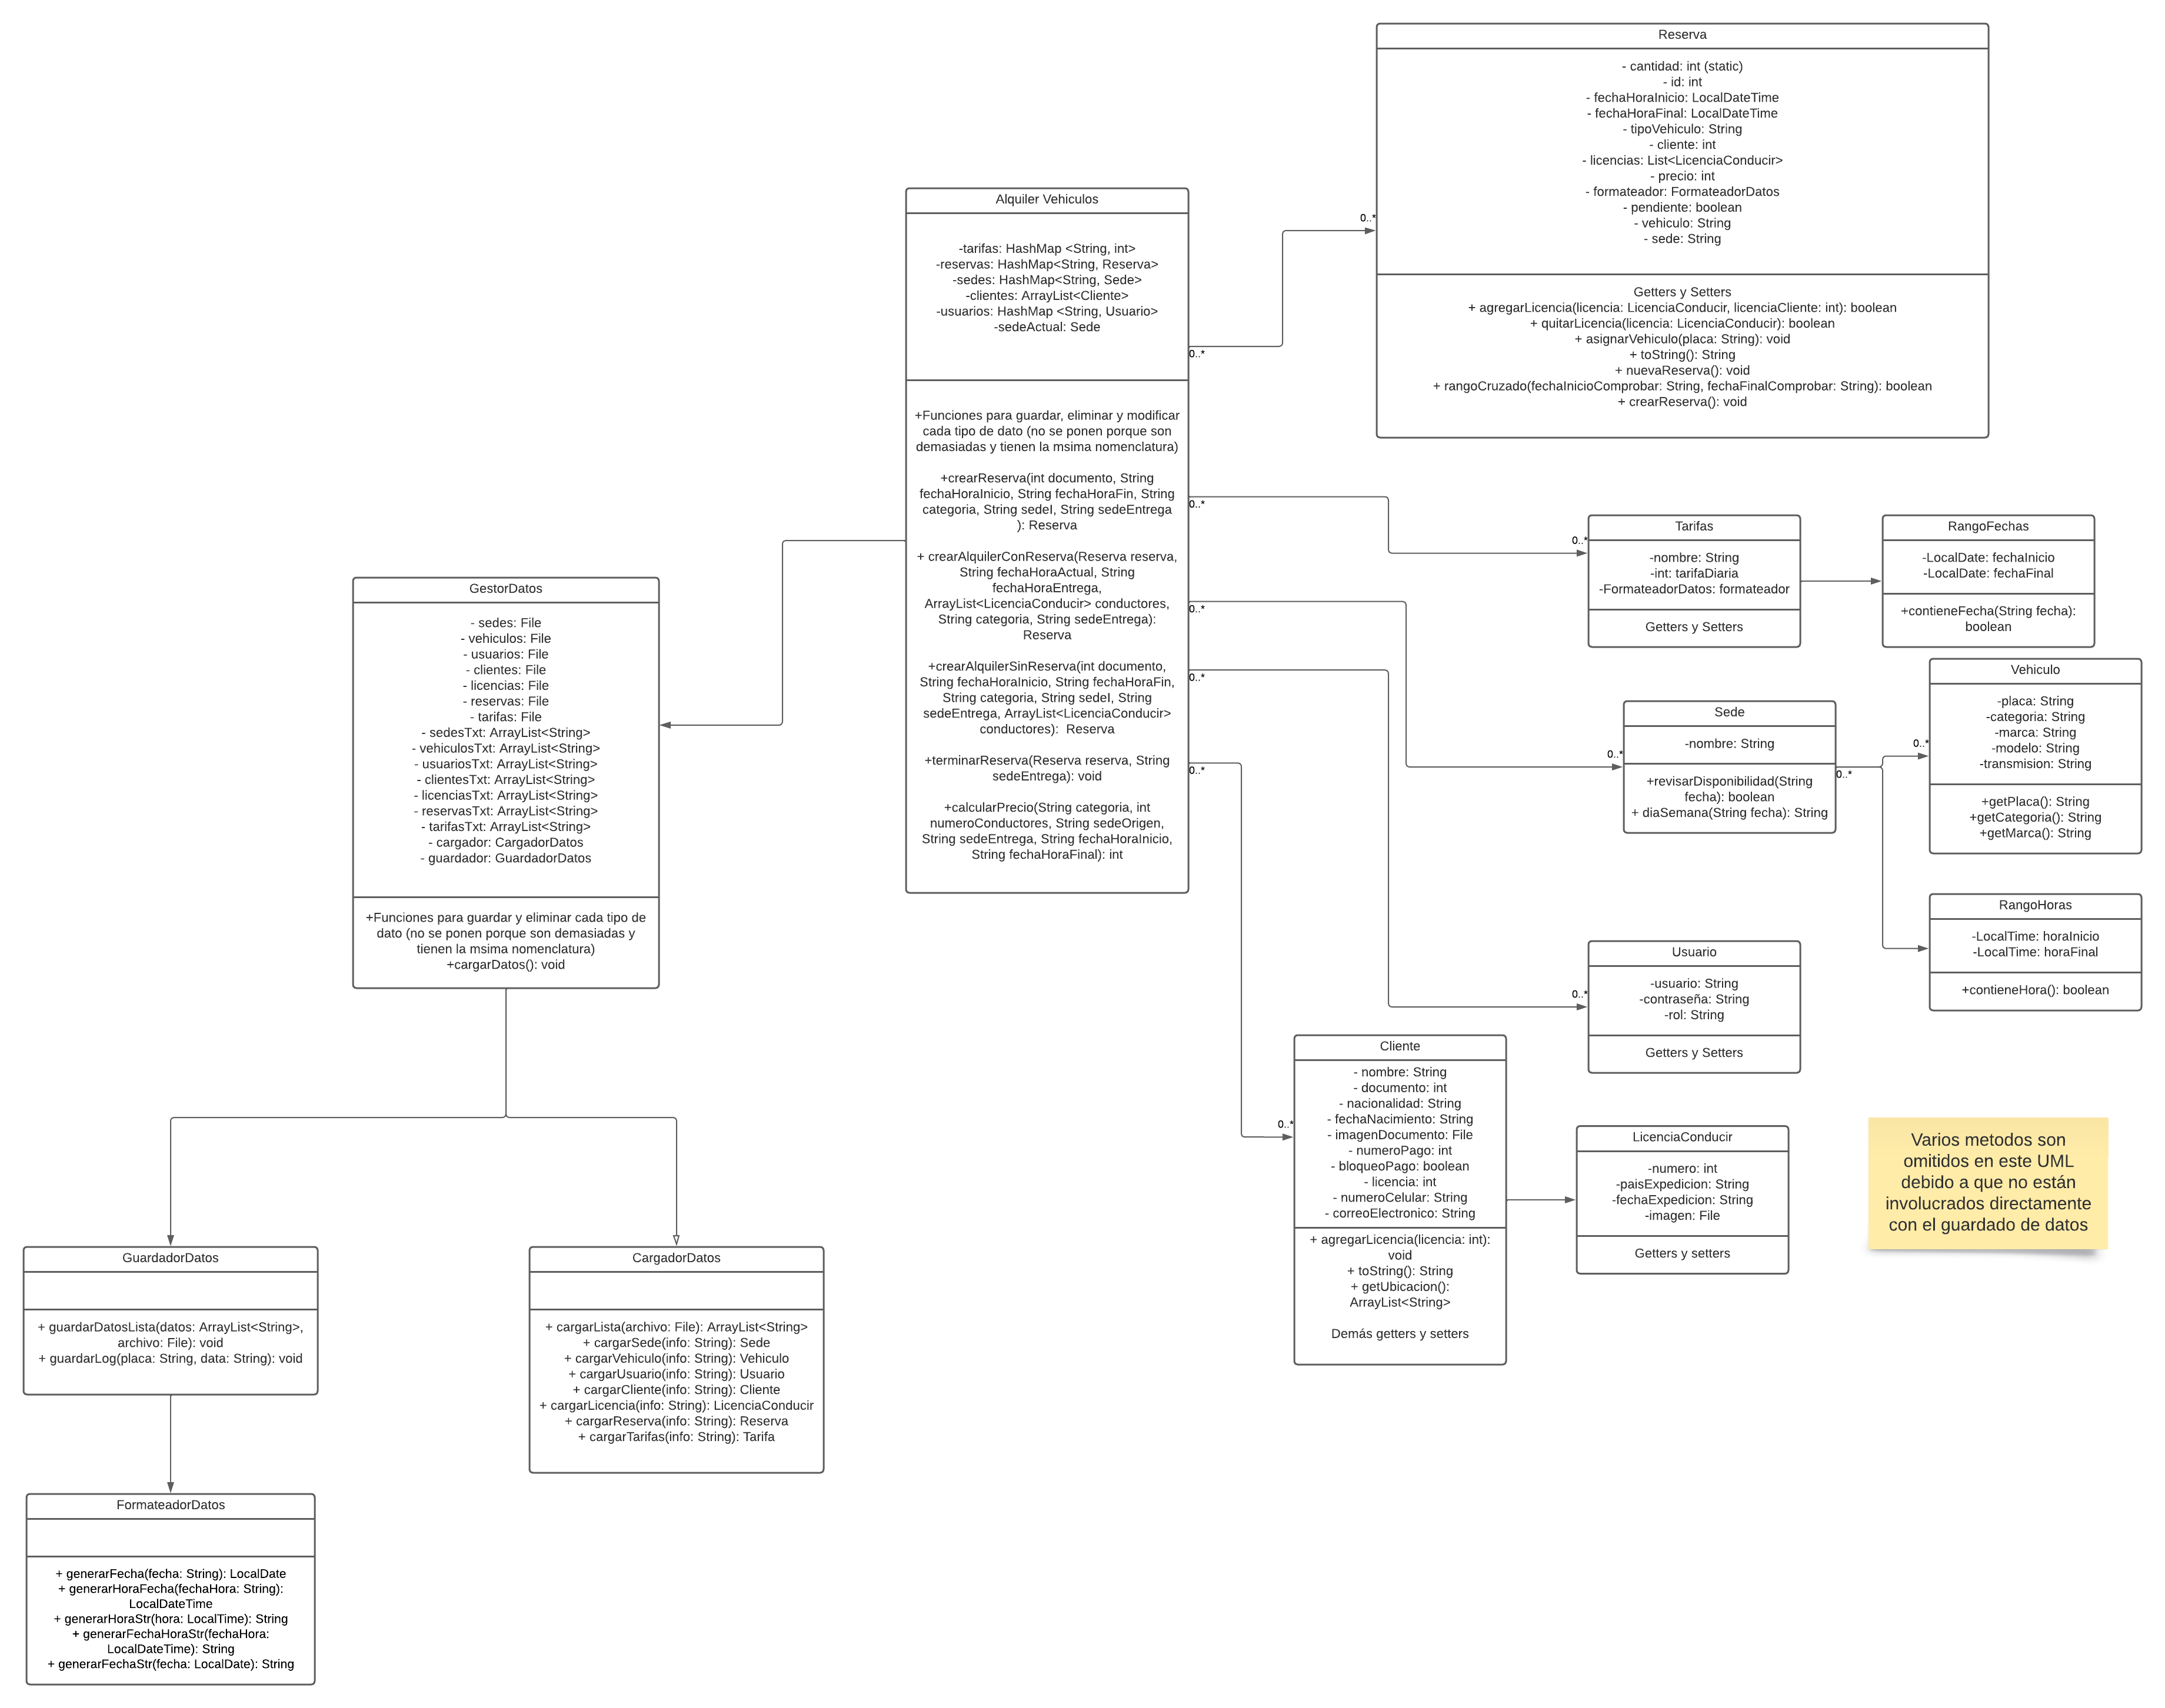 Reserva
- cantidad: int (static)
- id: int
- fechaHoraInicio: LocalDateTime
- fechaHoraFinal: LocalDateTime
- tipoVehiculo: String
- cliente: int
- licencias: List<LicenciaConducir>
- precio: int
- formateador: FormateadorDatos
- pendiente: boolean
- vehiculo: String
- sede: String
Getters y Setters
+ agregarLicencia(licencia: LicenciaConducir, licenciaCliente: int): boolean
+ quitarLicencia(licencia: LicenciaConducir): boolean
+ asignarVehiculo(placa: String): void
+ toString(): String
+ nuevaReserva(): void
+ rangoCruzado(fechaInicioComprobar: String, fechaFinalComprobar: String): boolean
+ crearReserva(): void
0..*
Alquiler Vehiculos
-tarifas: HashMap <String, int>
-reservas: HashMap<String, Reserva>
-sedes: HashMap<String, Sede>
-clientes: ArrayList<Cliente>
-usuarios: HashMap <String, Usuario>
-sedeActual: Sede
+Funciones para guardar, eliminar y modificar
cada tipo de dato (no se ponen porque son
demasiadas y tienen la msima nomenclatura)
+crearReserva(int documento, String
fechaHoraInicio, String fechaHoraFin, String
categoria, String sedeI, String sedeEntrega
): Reserva
+ crearAlquilerConReserva(Reserva reserva,
String fechaHoraActual, String
fechaHoraEntrega,
ArrayList<LicenciaConducir> conductores,
String categoria, String sedeEntrega):
Reserva
+crearAlquilerSinReserva(int documento,
String fechaHoraInicio, String fechaHoraFin,
String categoria, String sedeI, String
sedeEntrega, ArrayList<LicenciaConducir>
conductores):  Reserva
+terminarReserva(Reserva reserva, String
sedeEntrega): void
+calcularPrecio(String categoria, int
numeroConductores, String sedeOrigen,
String sedeEntrega, String fechaHoraInicio,
String fechaHoraFinal): int
0..*
0..*
0..*
0..*
0..*
Tarifas
-nombre: String
-int: tarifaDiaria
-FormateadorDatos: formateador
Getters y Setters
0..*
RangoFechas
-LocalDate: fechaInicio
-LocalDate: fechaFinal
+contieneFecha(String fecha):
boolean
GestorDatos
- sedes: File
- vehiculos: File
- usuarios: File
- clientes: File
- licencias: File
- reservas: File
- tarifas: File
- sedesTxt: ArrayList<String>
- vehiculosTxt: ArrayList<String>
- usuariosTxt: ArrayList<String>
- clientesTxt: ArrayList<String>
- licenciasTxt: ArrayList<String>
- reservasTxt: ArrayList<String>
- tarifasTxt: ArrayList<String>
- cargador: CargadorDatos
- guardador: GuardadorDatos
+Funciones para guardar y eliminar cada tipo de
dato (no se ponen porque son demasiadas y
tienen la msima nomenclatura)
+cargarDatos(): void
Sede
-nombre: String
+revisarDisponibilidad(String
fecha): boolean
+ diaSemana(String fecha): String
0..*
0..*
Vehiculo
-placa: String
-categoria: String
-marca: String
-modelo: String
-transmision: String
+getPlaca(): String
+getCategoria(): String
+getMarca(): String
0..*
RangoHoras
-LocalTime: horaInicio
-LocalTime: horaFinal
+contieneHora(): boolean
Usuario
-usuario: String
-contraseña: String
-rol: String
Getters y Setters
0..*
Cliente
- nombre: String
- documento: int
- nacionalidad: String
- fechaNacimiento: String
- imagenDocumento: File
- numeroPago: int
- bloqueoPago: boolean
- licencia: int
- numeroCelular: String
- correoElectronico: String
+ agregarLicencia(licencia: int):
void
+ toString(): String
+ getUbicacion():
ArrayList<String>
Demás getters y setters
0..*
LicenciaConducir
-numero: int
-paisExpedicion: String
-fechaExpedicion: String
-imagen: File
Getters y setters
Varios metodos son
omitidos en este UML
debido a que no están
involucrados directamente
con el guardado de datos
GuardadorDatos
+ guardarDatosLista(datos: ArrayList<String>,
archivo: File): void
+ guardarLog(placa: String, data: String): void
CargadorDatos
+ cargarLista(archivo: File): ArrayList<String>
+ cargarSede(info: String): Sede
+ cargarVehiculo(info: String): Vehiculo
+ cargarUsuario(info: String): Usuario
+ cargarCliente(info: String): Cliente
+ cargarLicencia(info: String): LicenciaConducir
+ cargarReserva(info: String): Reserva
+ cargarTarifas(info: String): Tarifa
FormateadorDatos
+ generarFecha(fecha: String): LocalDate
+ generarHoraFecha(fechaHora: String):
LocalDateTime
+ generarHoraStr(hora: LocalTime): String
+ generarFechaHoraStr(fechaHora:
LocalDateTime): String
+ generarFechaStr(fecha: LocalDate): String